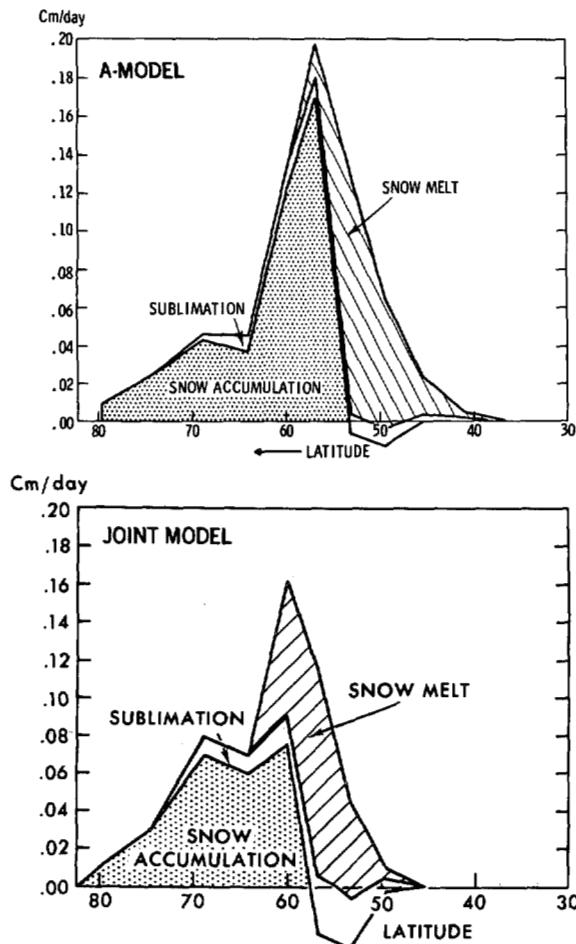 Cm/day
.20
A-MODEL
.18
.16
.14
SNOW MELT
.12
.10
.08
SUBLIMATION
.06
.04
SNOW ACCUMULATION
.02
.00
80 70 60 50 40 30
LATITUDE
Cm/day
.20
JOINT MODEL
.18
.16
.14
.12
SNOW MELT
.10
SUBLIMATION
.08
.06
.04
SNOW
ACCUMULATION
.02
.00
80 70 60 50 40 30
LATITUDE